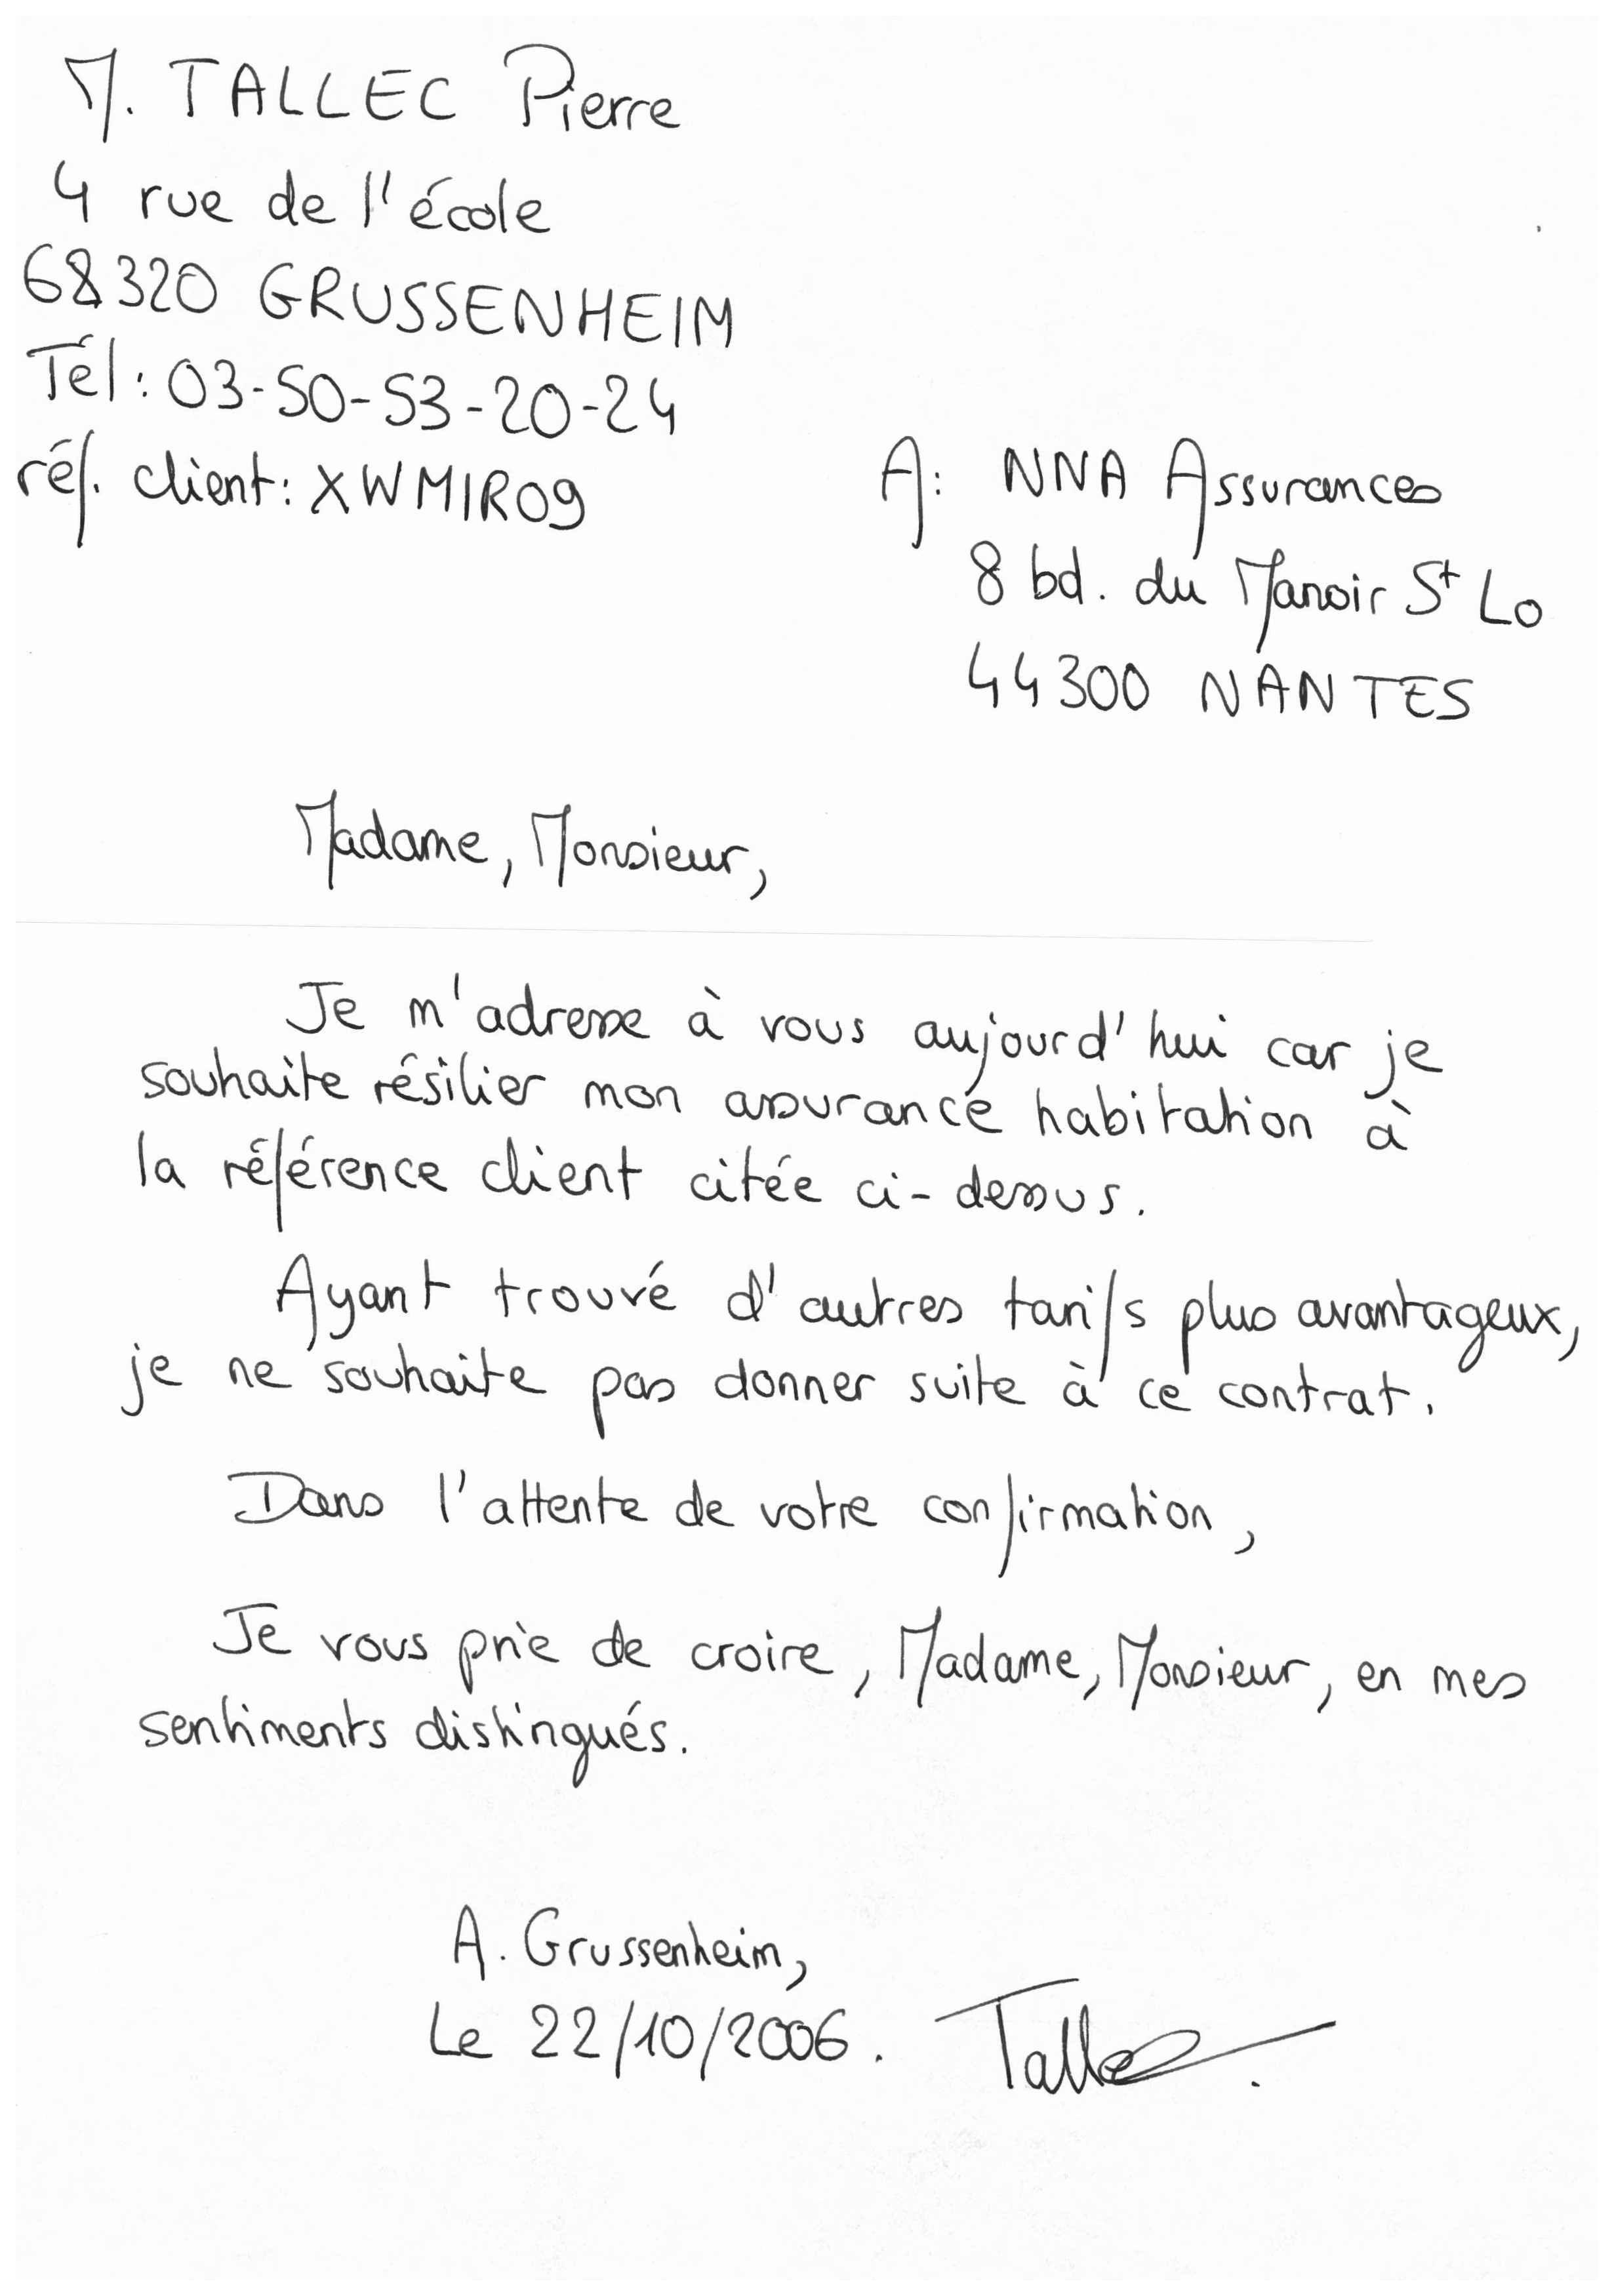 M. TALLEC Pierre
4 rue de l'école
68320 GRUSSENHEIM
Tél : 03-50-53-20-24
réf. client : XWMIR09
A : NNA Assurances
8 bd. du Manoir St Lo
44300 NANTES
Madame, Monsieur,
Je m'adresse à vous aujourd'hui car je
souhaite résilier mon assurance habitation à
la référence client citée ci-dessus.
Ayant trouvé d'autres tarifs plus avantageux,
je ne souhaite pas donner suite à ce contrat.
Dans l'attente de votre confirmation,
Je vous prie de croire, Madame, Monsieur, en mes
sentiments distingués.
A. Grussenheim,
Le 22/10/2006.
Tallec.